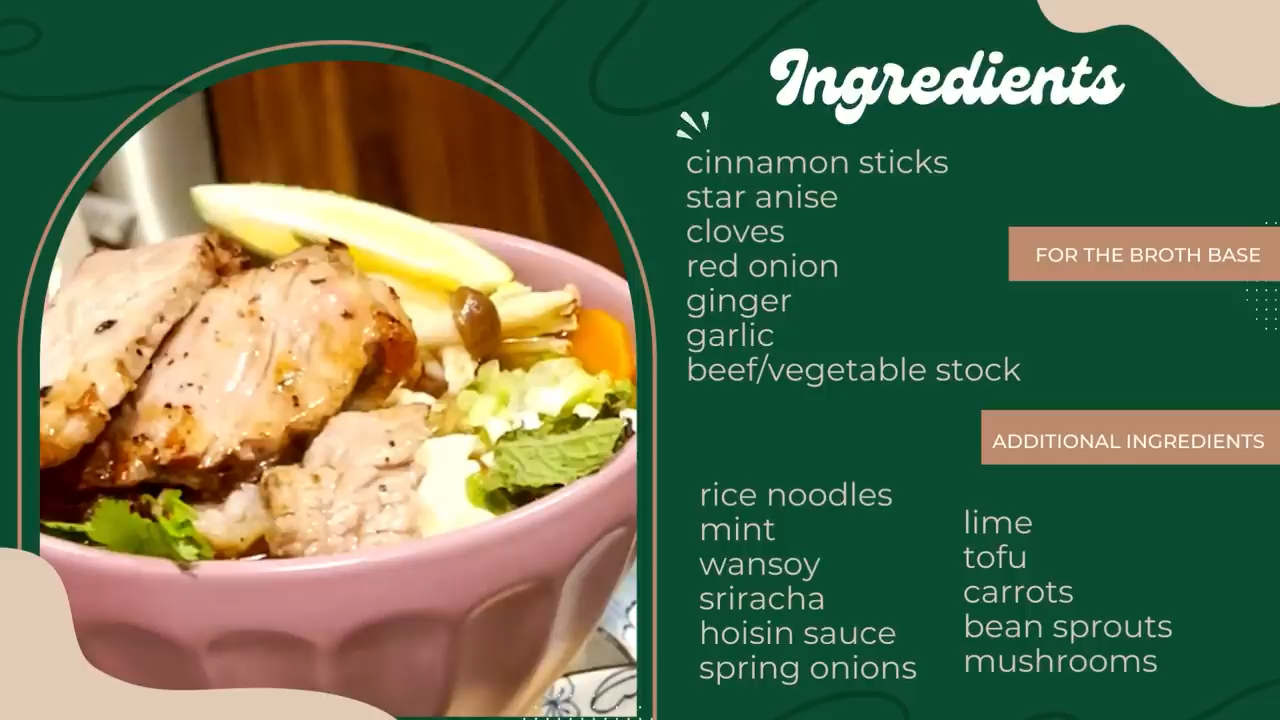 Ingredients
cinnamon sticks
star anise
cloves
red onion
ginger
garlic
beef/vegetable stock
FOR THE BROTH BASE
ADDITIONAL INGREDIENTS
rice noodles
mint
wansoy
sriracha
hoisin sauce
spring onions
lime
tofu
carrots
bean sprouts
mushrooms